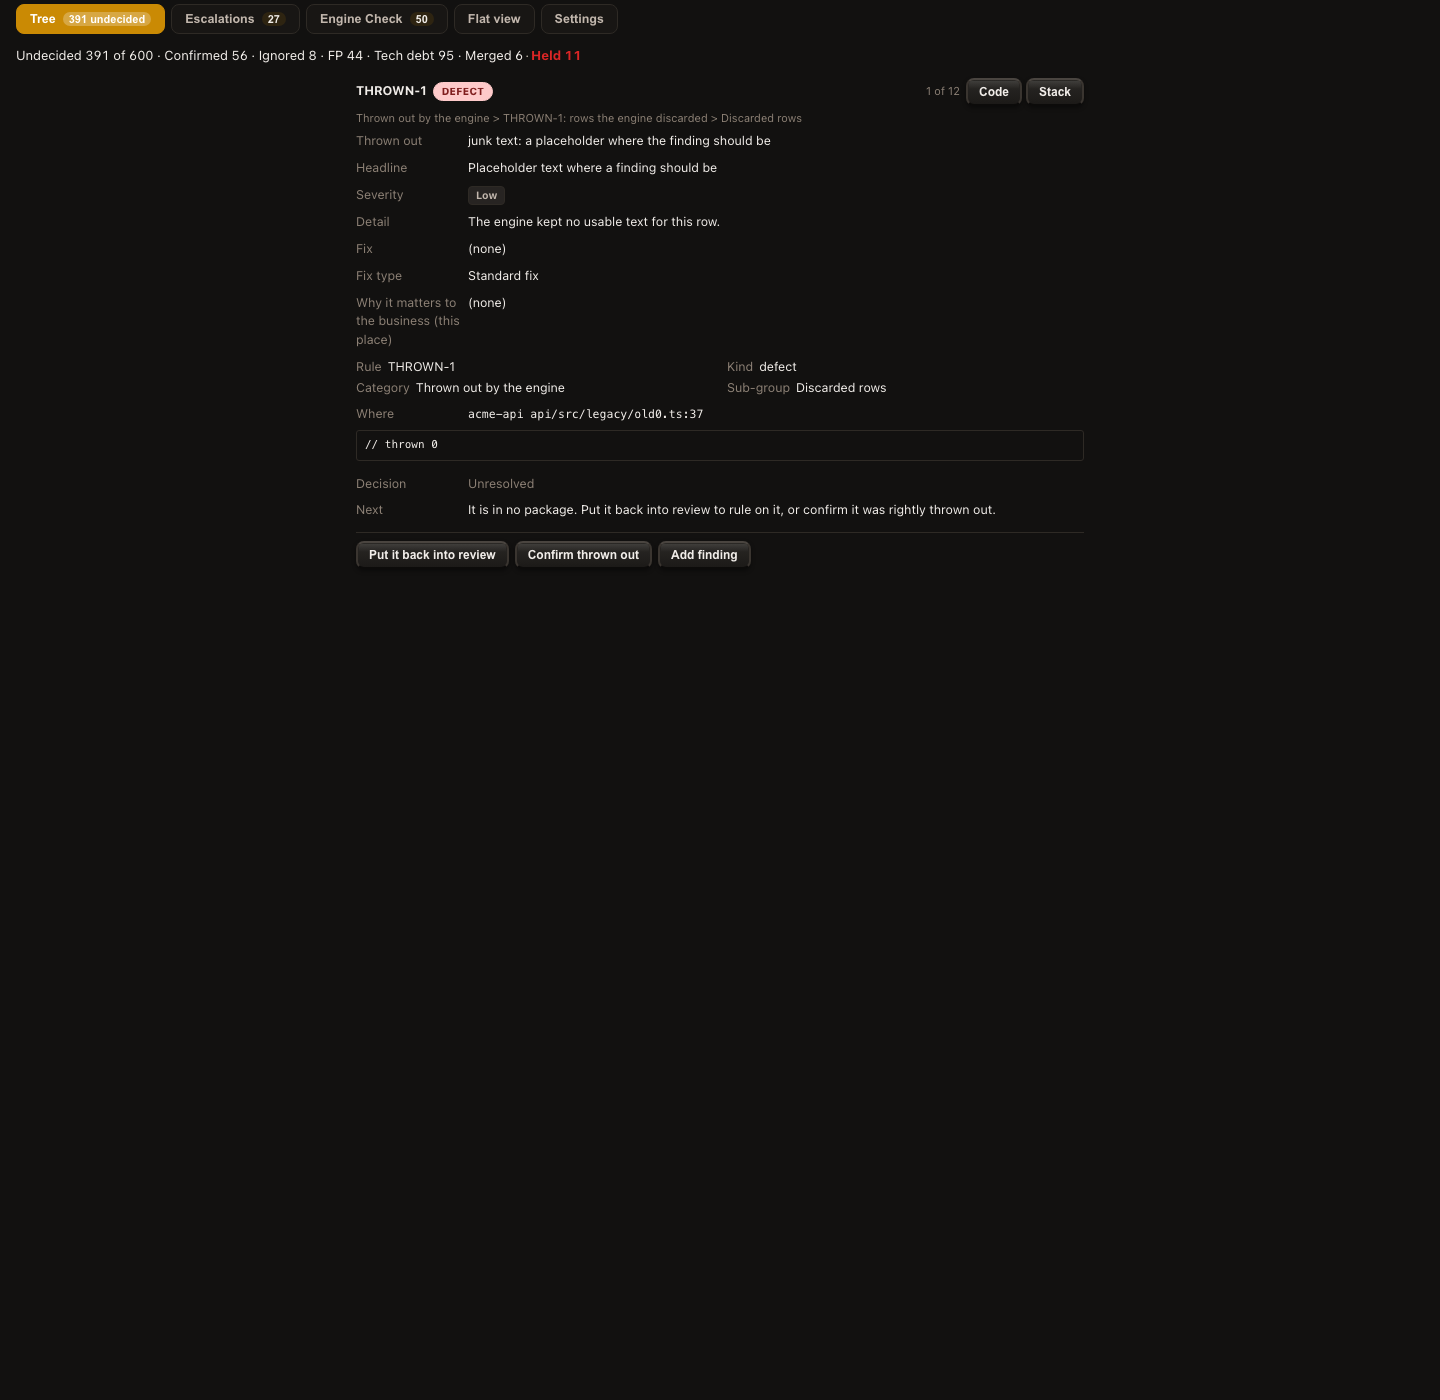 Tree 391 undecided Escalations 27 Engine Check 50 Flat view Settings
Undecided 391 of 600 · Confirmed 56 · Ignored 8 · FP 44 · Tech debt 95 · Merged 6 · Held 11
THROWN-1 DEFECT 1 of 12 Code Stack
Thrown out by the engine > THROWN-1: rows the engine discarded > Discarded rows
Thrown out junk text: a placeholder where the finding should be
Headline Placeholder text where a finding should be
Severity Low
Detail The engine kept no usable text for this row.
Fix (none)
Fix type Standard fix
Why it matters to (none)
the business (this
place)
Rule THROWN-1 Kind defect
Category Thrown out by the engine Sub-group Discarded rows
Where acme-api api/src/legacy/old0.ts:37
// thrown 0
Decision Unresolved
Next It is in no package. Put it back into review to rule on it, or confirm it was rightly thrown out.
Put it back into review Confirm thrown out Add finding